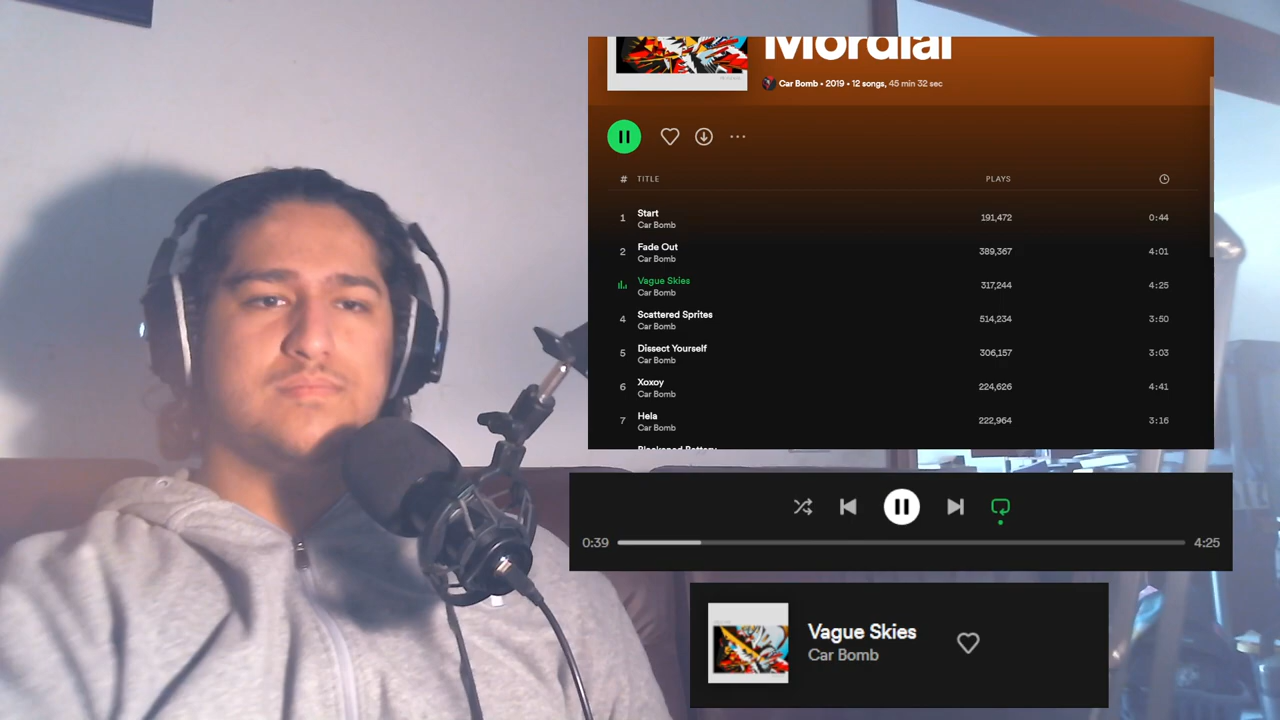 Mordial
Car Bomb • 2019 • 12 songs, 45 min 32 sec
# TITLE PLAYS
1 Start 191,472 0:44
Car Bomb
2 Fade Out 389,367 4:01
Car Bomb
Vague Skies 317,244 4:25
Car Bomb
4 Scattered Sprites 514,234 3:50
Car Bomb
5 Dissect Yourself 306,157 3:03
Car Bomb
6 Xoxoy 224,626 4:41
Car Bomb
7 Hela 222,964 3:16
Car Bomb
0:39 4:25
Vague Skies
Car Bomb